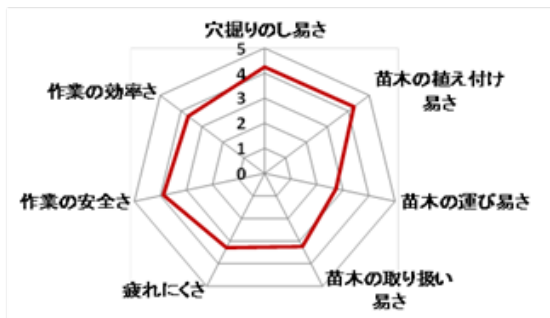 穴掘りのし易さ
5
4
3
2
1
0
苗木の植え付け
易さ
苗木の運び易さ
苗木の取り扱い
易さ
疲れにくさ
作業の安全さ
作業の効率さ